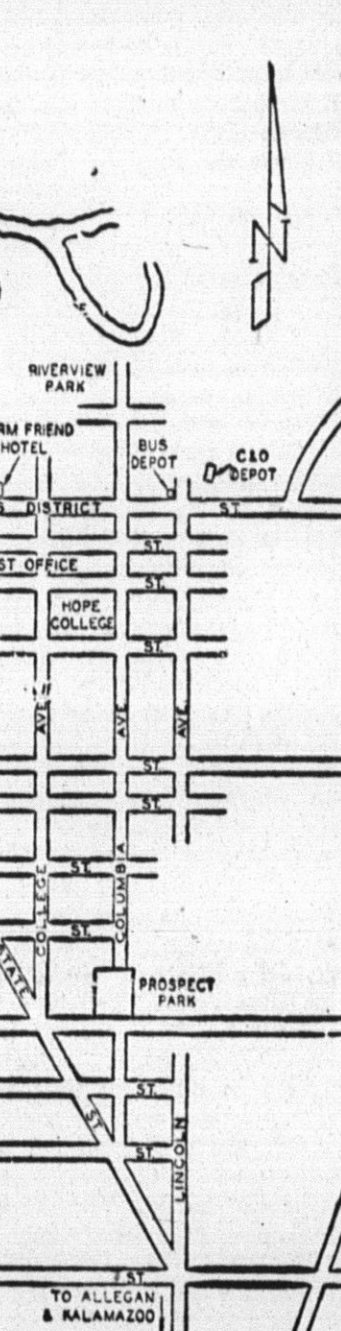 N
RIVERVIEW
PARK
RM FRIEND
HOTEL
BUS
DEPOT
C&O
DEPOT
S DISTRICT
ST.
ST.
ST OFFICE
ST.
HOPE
COLLEGE
ST.
AVE
AVE
AVE
ST.
ST.
ST.
COLLEGE
COLUMBIA
ST.
STATE
PROSPECT
PARK
ST.
ST
ST.
LINCOLN
ST.
TO ALLEGAN
& KALAMAZOO